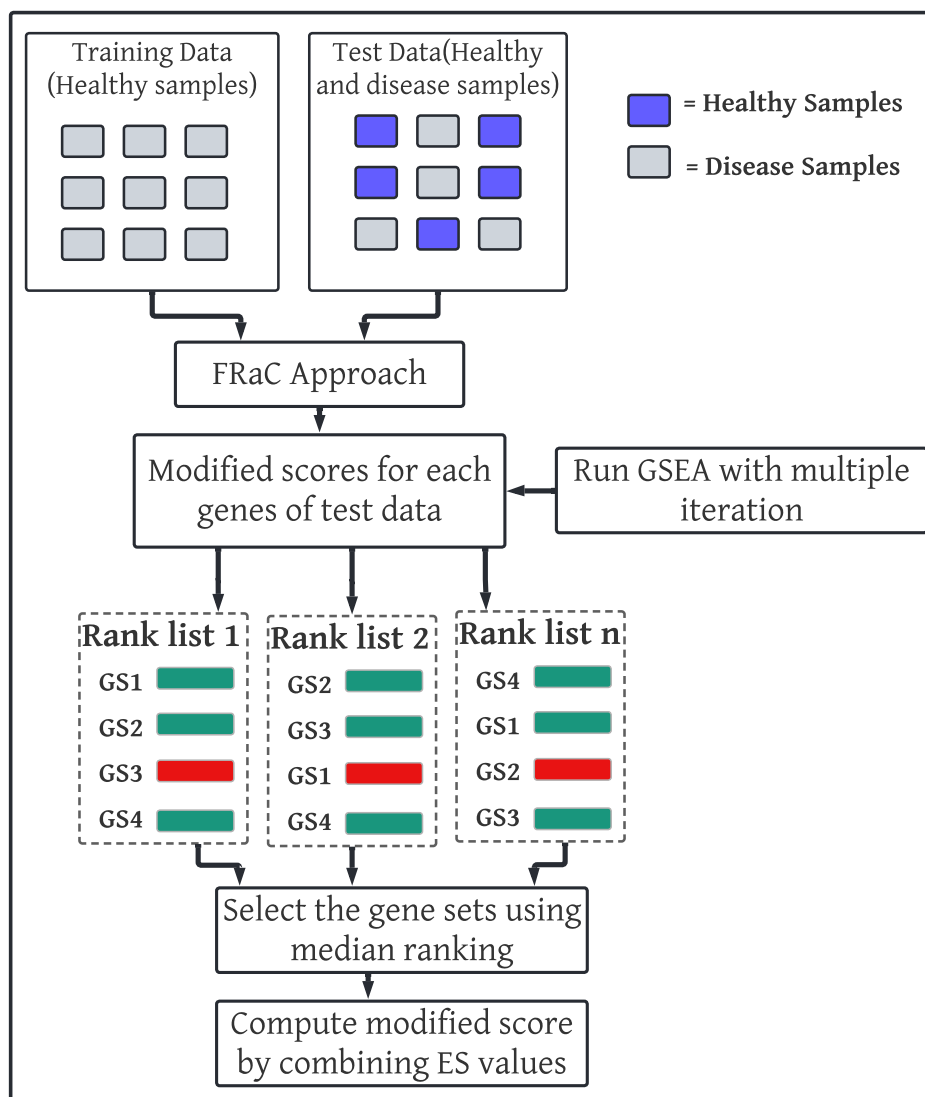 Training Data
(Healthy samples)
Test Data(Healthy
and disease samples)
= Healthy Samples
= Disease Samples
FRaC Approach
Modified scores for each
genes of test data
Run GSEA with multiple
iteration
Rank list 1
GS1
GS2
GS3
GS4
Rank list 2
GS2
GS3
GS1
GS4
Rank list n
GS4
GS1
GS2
GS3
Select the gene sets using
median ranking
Compute modified score
by combining ES values